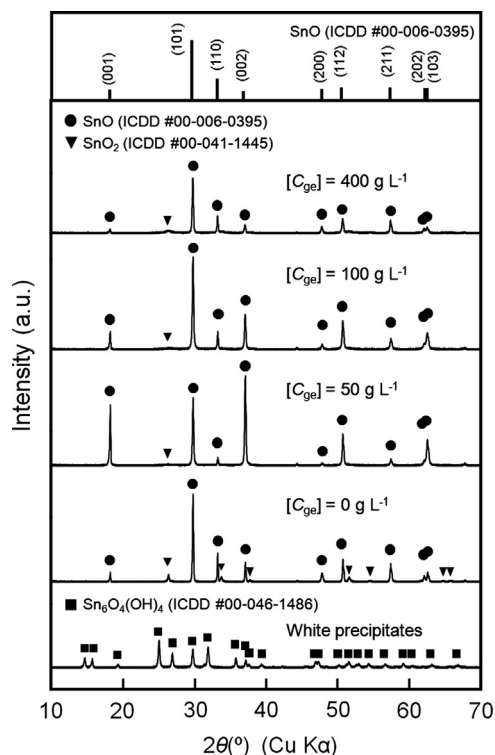 SnO (ICDD #00-006-0395)
(001)
(101)
(110)
(002)
(200)
(112)
(211)
(202)
(103)
● SnO (ICDD #00-006-0395)
▼ SnO₂ (ICDD #00-041-1445)
[Cge] = 400 g L⁻¹
[Cge] = 100 g L⁻¹
[Cge] = 50 g L⁻¹
[Cge] = 0 g L⁻¹
■ Sn₆O₄(OH)₄ (ICDD #00-046-1486)
White precipitates
Intensity (a.u.)
10 20 30 40 50 60 70
2θ(º) (Cu Kα)